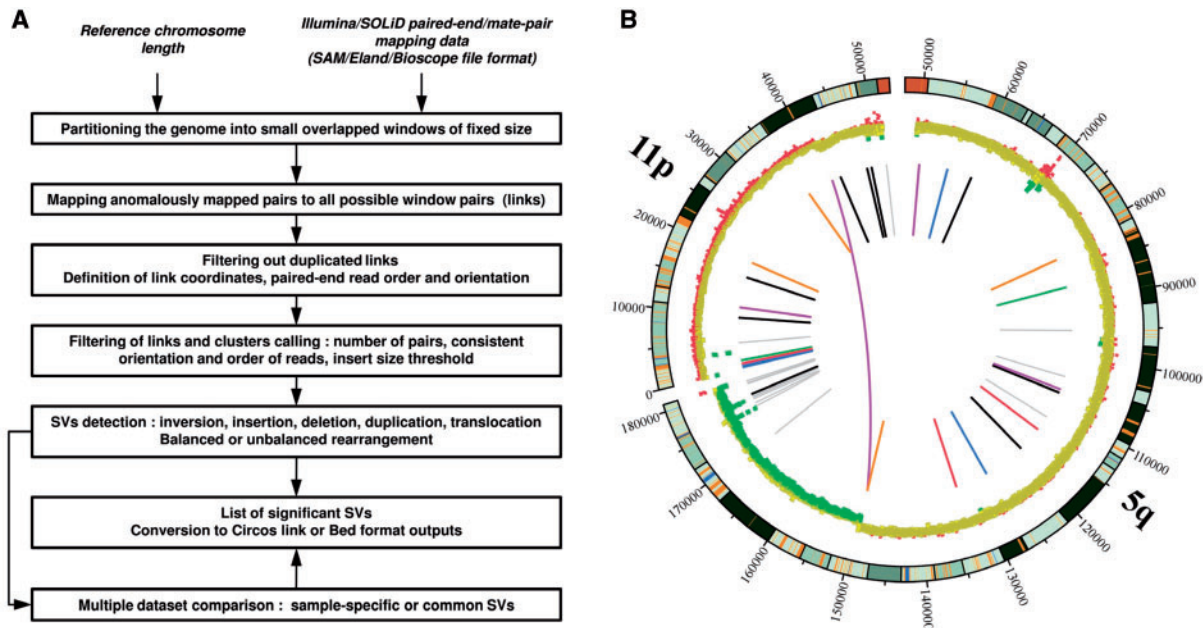 A
Reference chromosome
length
Illumina/SOLiD paired-end/mate-pair
mapping data
(SAM/Eland/Bioscope file format)
Partitioning the genome into small overlapped windows of fixed size
Mapping anomalously mapped pairs to all possible window pairs (links)
Filtering out duplicated links
Definition of link coordinates, paired-end read order and orientation
Filtering of links and clusters calling : number of pairs, consistent
orientation and order of reads, insert size threshold
SVs detection : inversion, insertion, deletion, duplication, translocation
Balanced or unbalanced rearrangement
List of significant SVs
Conversion to Circos link or Bed format outputs
Multiple dataset comparison : sample-specific or common SVs
B
11p
0
10000
20000
30000
40000
50000
5q
50000
60000
70000
80000
90000
100000
110000
120000
130000
140000
150000
160000
170000
180000